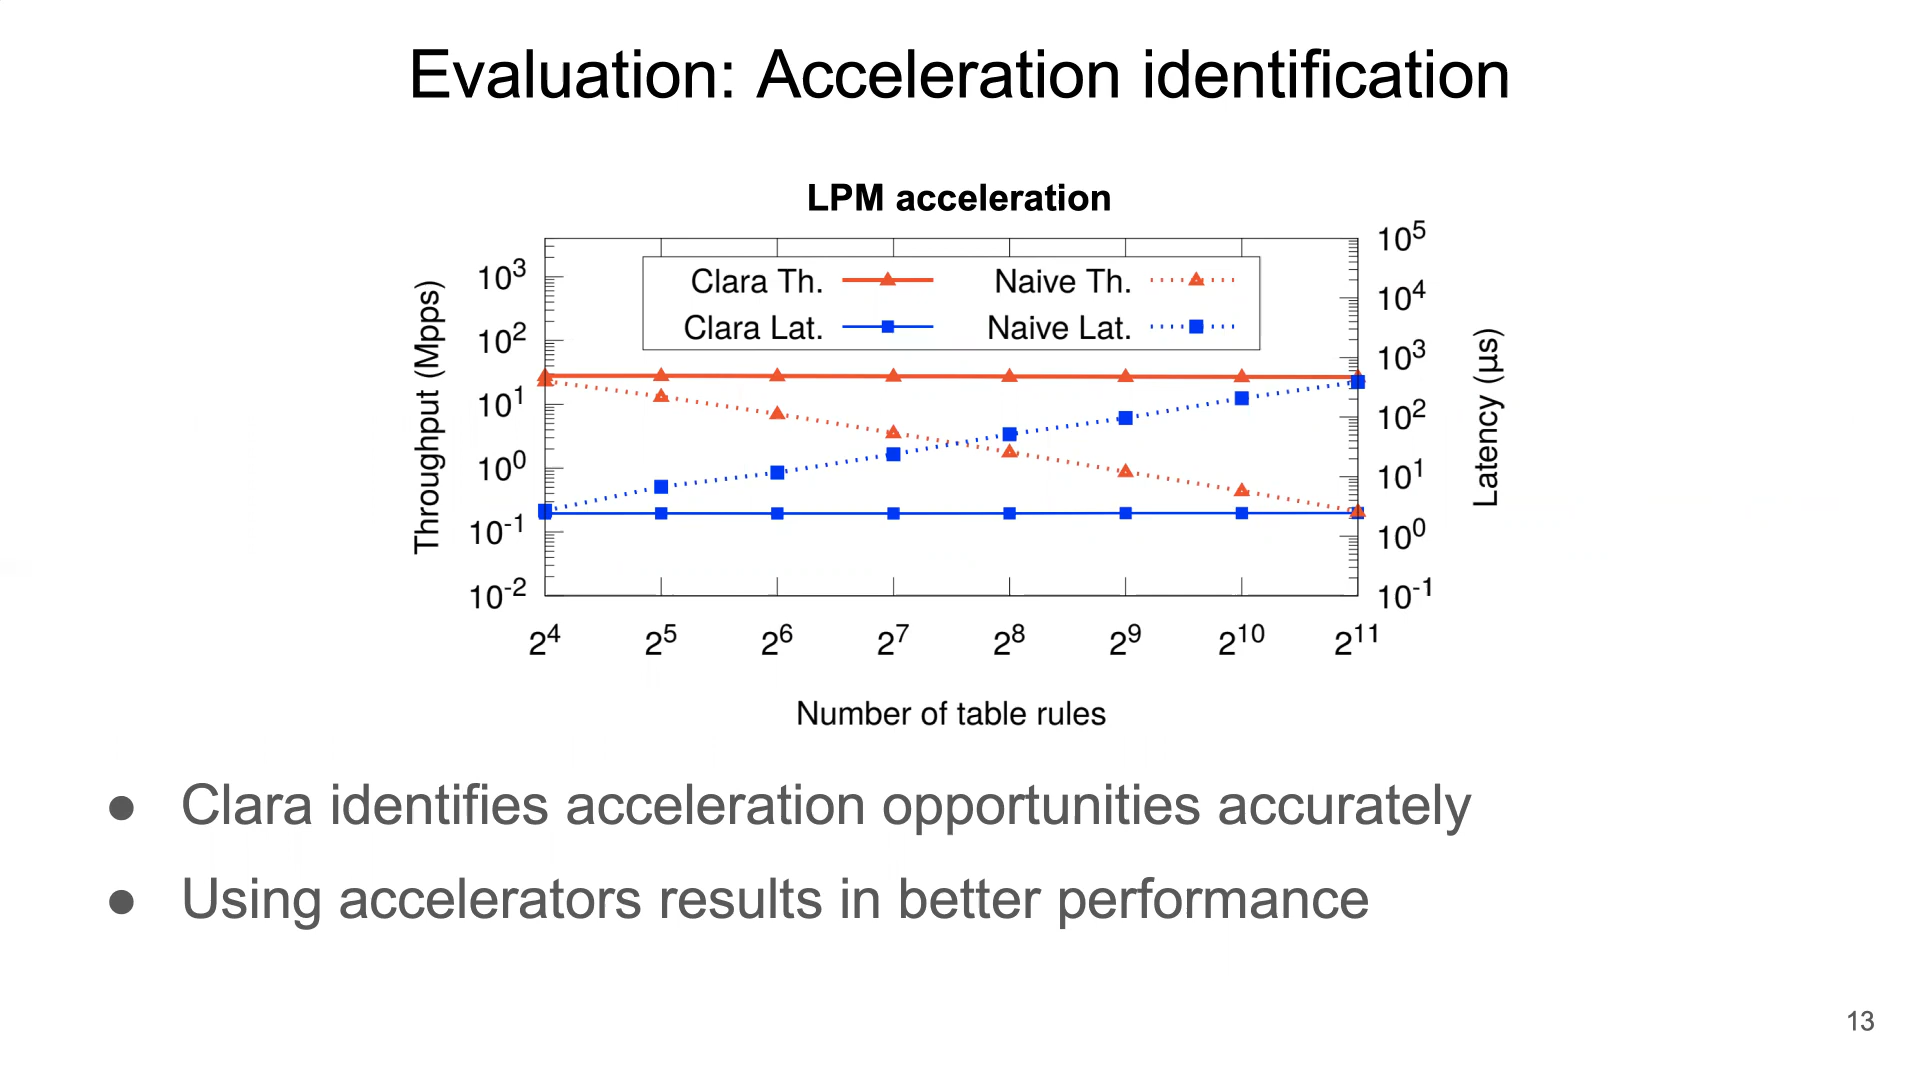 Evaluation: Acceleration identification
LPM acceleration
Throughput (Mpps)
10³
10²
10¹
10⁰
10⁻¹
10⁻²
Clara Th.
Naive Th.
Clara Lat.
Naive Lat.
10⁵
10⁴
10³
10²
10¹
10⁰
10⁻¹
Latency (µs)
2⁴ 2⁵ 2⁶ 2⁷ 2⁸ 2⁹ 2¹⁰ 2¹¹
Number of table rules
● Clara identifies acceleration opportunities accurately
● Using accelerators results in better performance
13